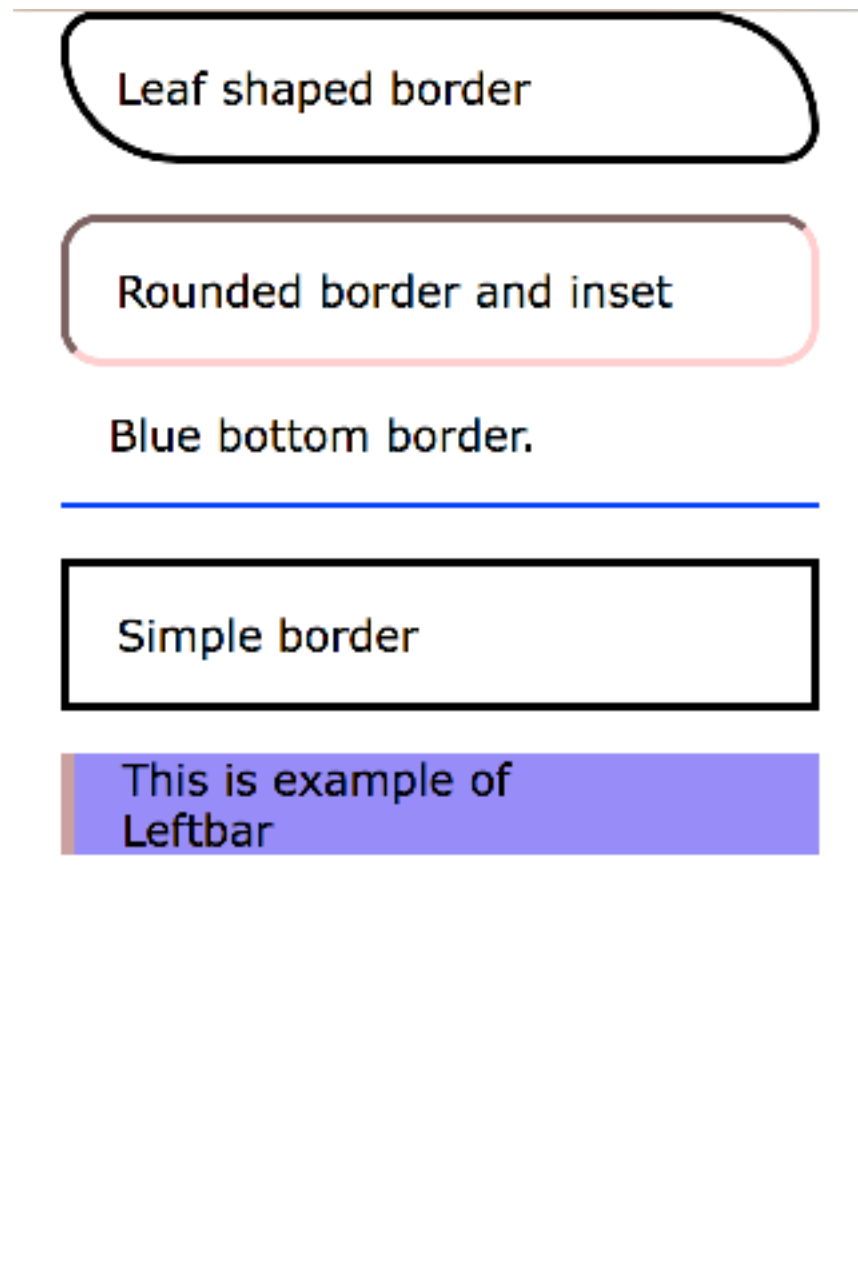 Leaf shaped border
Rounded border and inset
Blue bottom border.
Simple border
This is example of
Leftbar